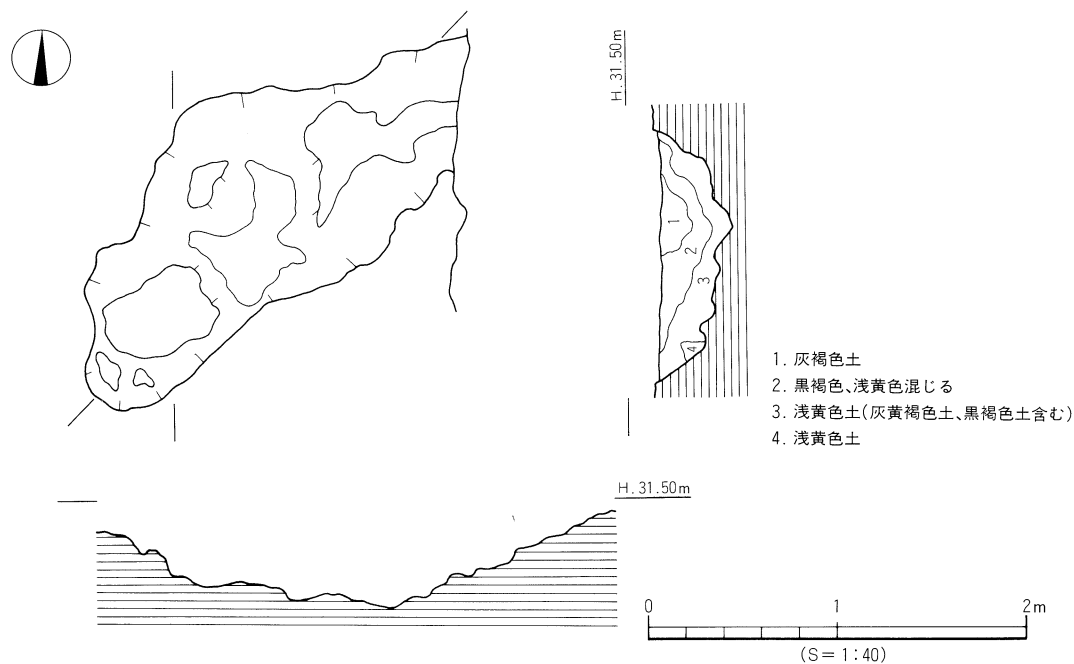 H.31.50m
1
2
3
4
1. 灰褐色土
2. 黒褐色、浅黄色混じる
3. 浅黄色土(灰黄褐色土、黒褐色土含む)
4. 浅黄色土
H.31.50m
0 1 2m
(S=1:40)